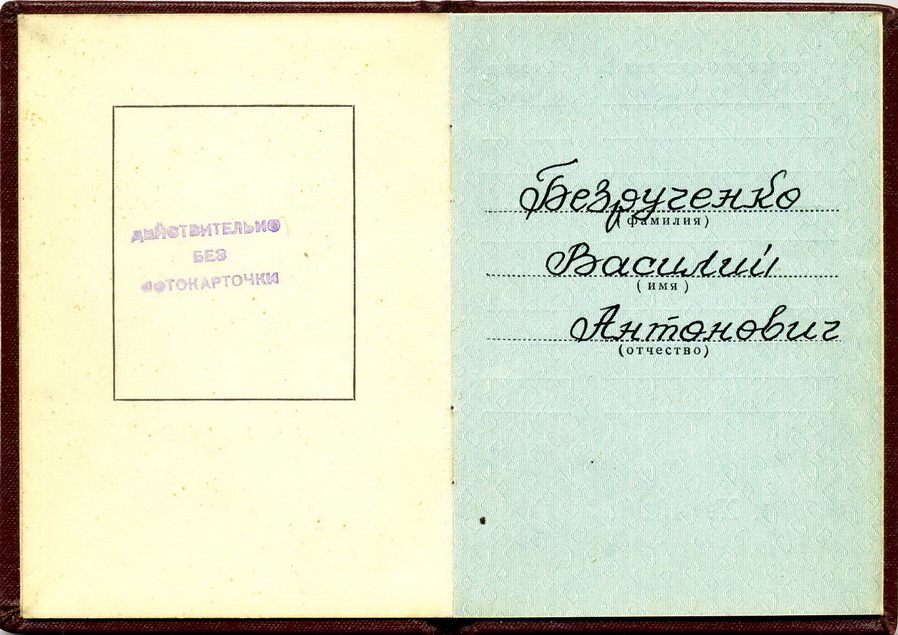 ДЕЙСТВИТЕЛЬНО
БЕЗ
ФОТОКАРТОЧКИ
Безрученко
(фамилия)
Василий
(имя)
Антонович
(отчество)